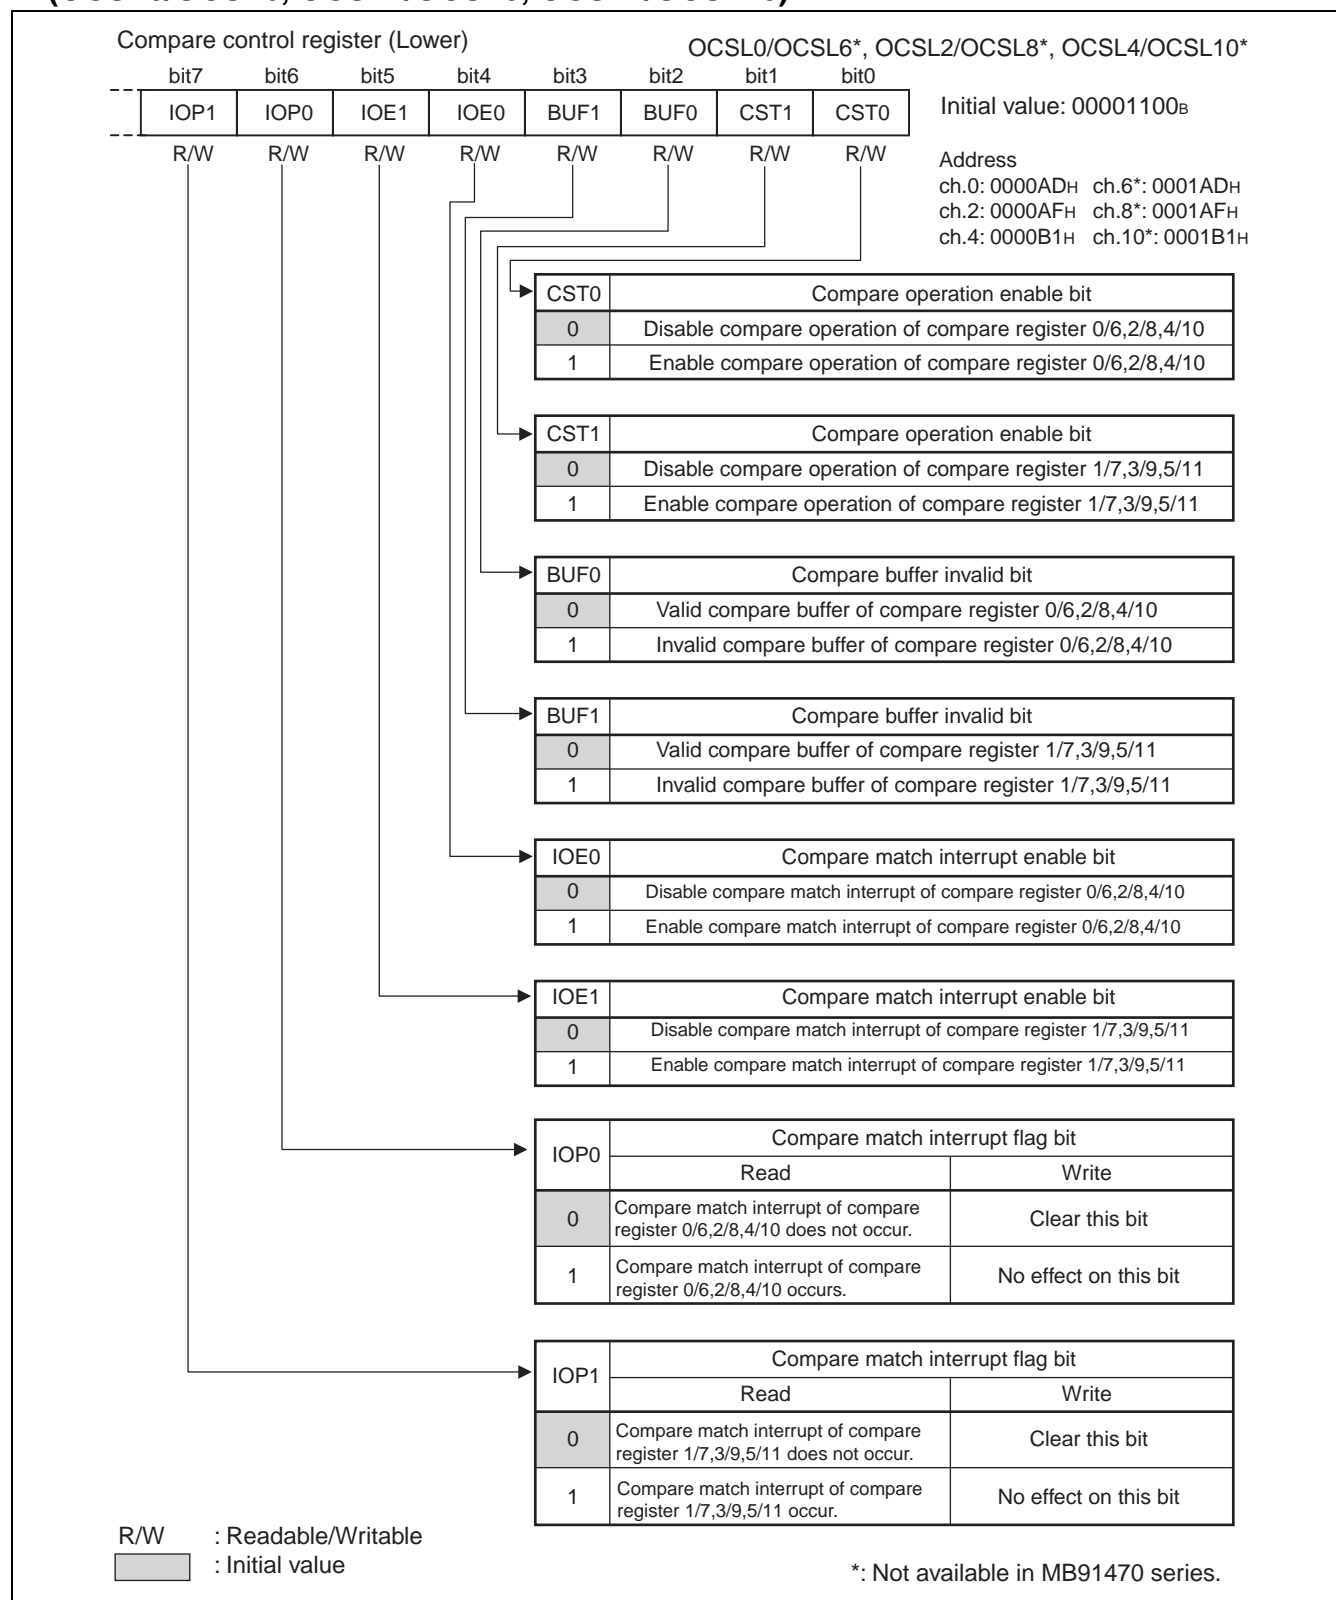 Compare control register (Lower)
OCSL0/OCSL6*, OCSL2/OCSL8*, OCSL4/OCSL10*
bit7 bit6 bit5 bit4 bit3 bit2 bit1 bit0
IOP1 IOP0 IOE1 IOE0 BUF1 BUF0 CST1 CST0
Initial value: 00001100B
R/W R/W R/W R/W R/W R/W R/W R/W
Address
ch.0: 0000ADH ch.6*: 0001ADH
ch.2: 0000AFH ch.8*: 0001AFH
ch.4: 0000B1H ch.10*: 0001B1H
CST0 Compare operation enable bit
0 Disable compare operation of compare register 0/6,2/8,4/10
1 Enable compare operation of compare register 0/6,2/8,4/10
CST1 Compare operation enable bit
0 Disable compare operation of compare register 1/7,3/9,5/11
1 Enable compare operation of compare register 1/7,3/9,5/11
BUF0 Compare buffer invalid bit
0 Valid compare buffer of compare register 0/6,2/8,4/10
1 Invalid compare buffer of compare register 0/6,2/8,4/10
BUF1 Compare buffer invalid bit
0 Valid compare buffer of compare register 1/7,3/9,5/11
1 Invalid compare buffer of compare register 1/7,3/9,5/11
IOE0 Compare match interrupt enable bit
0 Disable compare match interrupt of compare register 0/6,2/8,4/10
1 Enable compare match interrupt of compare register 0/6,2/8,4/10
IOE1 Compare match interrupt enable bit
0 Disable compare match interrupt of compare register 1/7,3/9,5/11
1 Enable compare match interrupt of compare register 1/7,3/9,5/11
IOP0 Compare match interrupt flag bit
Read Write
0 Compare match interrupt of compare
register 0/6,2/8,4/10 does not occur. Clear this bit
1 Compare match interrupt of compare
register 0/6,2/8,4/10 occurs. No effect on this bit
IOP1 Compare match interrupt flag bit
Read Write
0 Compare match interrupt of compare
register 1/7,3/9,5/11 does not occur. Clear this bit
1 Compare match interrupt of compare
register 1/7,3/9,5/11 occur. No effect on this bit
R/W : Readable/Writable
: Initial value
*: Not available in MB91470 series.